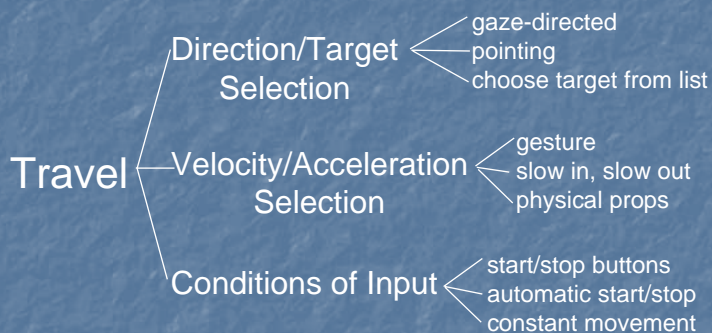 Travel
Direction/Target
Selection
gaze-directed
pointing
choose target from list
Velocity/Acceleration
Selection
gesture
slow in, slow out
physical props
Conditions of Input
start/stop buttons
automatic start/stop
constant movement